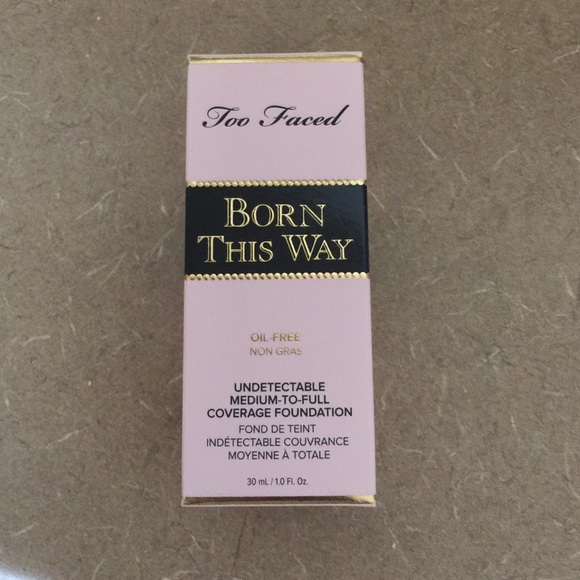 Too Faced
BORN
THIS WAY
OIL-FREE
NON GRAS
UNDETECTABLE
MEDIUM-TO-FULL
COVERAGE FOUNDATION
FOND DE TEINT
INDÉTECTABLE COUVRANCE
MOYENNE À TOTALE
30 mL / 1.0 Fl. Oz.